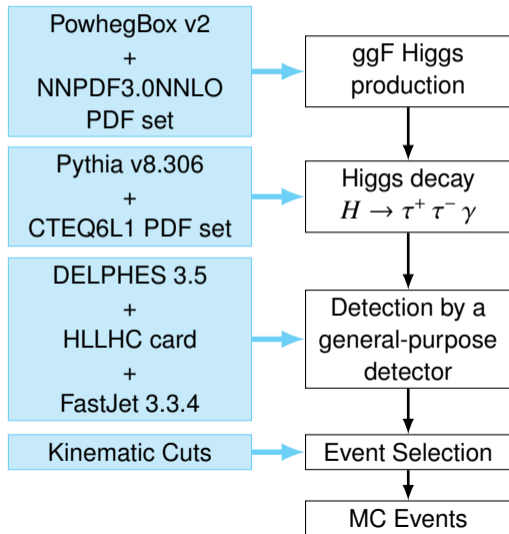 PowhegBox v2
+
NNPDF3.0NNLO
PDF set
ggF Higgs
production
Pythia v8.306
+
CTEQ6L1 PDF set
Higgs decay
H → τ⁺ τ⁻ γ
DELPHES 3.5
+
HLLHC card
+
FastJet 3.3.4
Detection by a
general-purpose
detector
Kinematic Cuts
Event Selection
MC Events